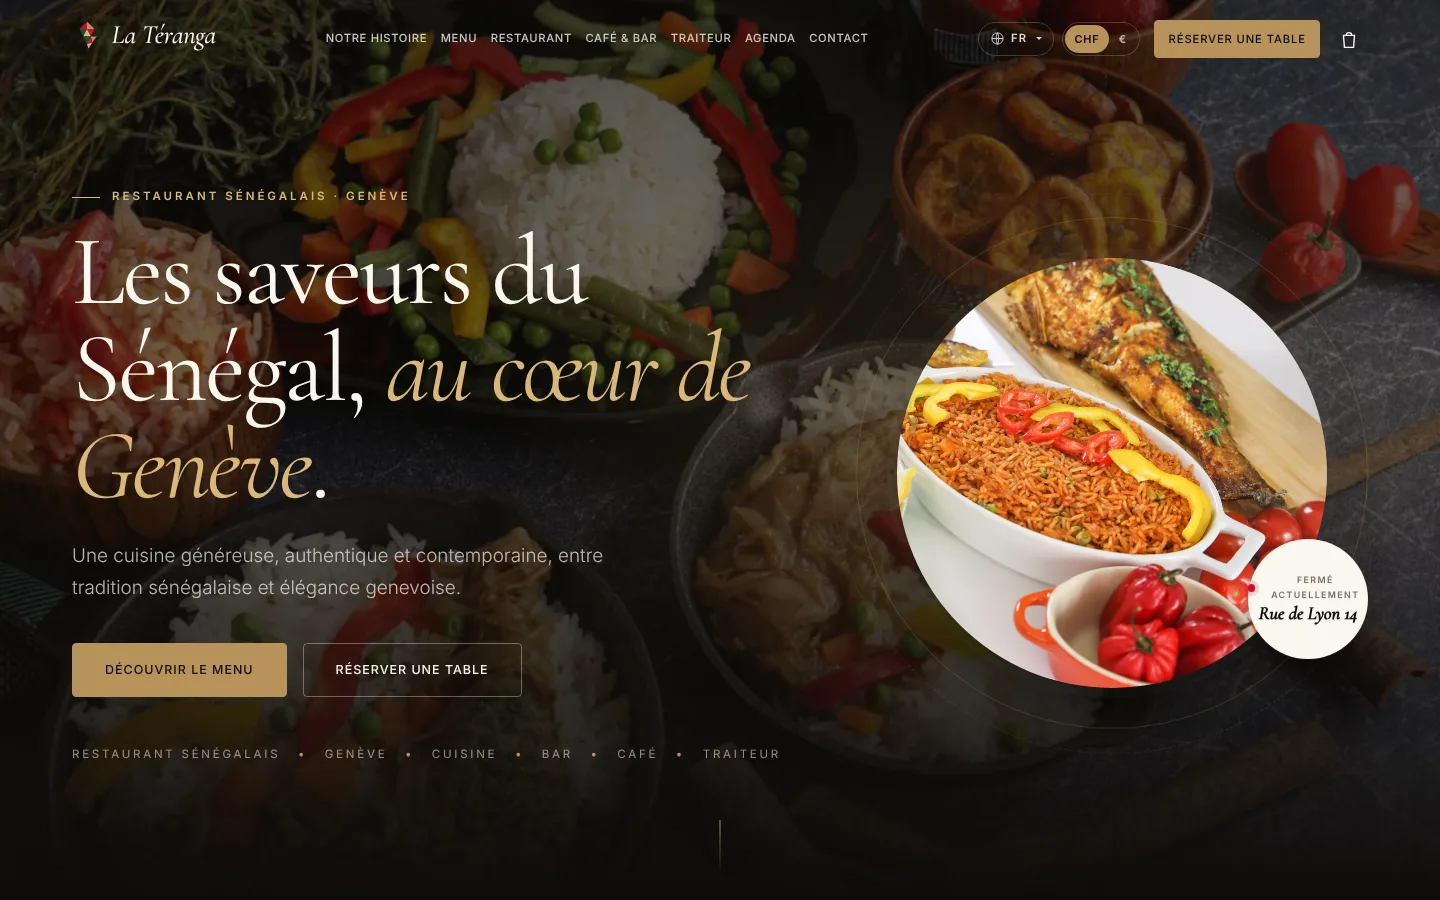 La Téranga
NOTRE HISTOIRE MENU RESTAURANT CAFÉ & BAR TRAITEUR AGENDA CONTACT
FR
CHF €
RÉSERVER UNE TABLE
RESTAURANT SÉNÉGALAIS · GENÈVE
Les saveurs du
Sénégal, au cœur de
Genève.
Une cuisine généreuse, authentique et contemporaine, entre
tradition sénégalaise et élégance genevoise.
DÉCOUVRIR LE MENU
RÉSERVER UNE TABLE
FERMÉ
ACTUELLEMENT
Rue de Lyon 14
RESTAURANT SÉNÉGALAIS • GENÈVE • CUISINE • BAR • CAFÉ • TRAITEUR